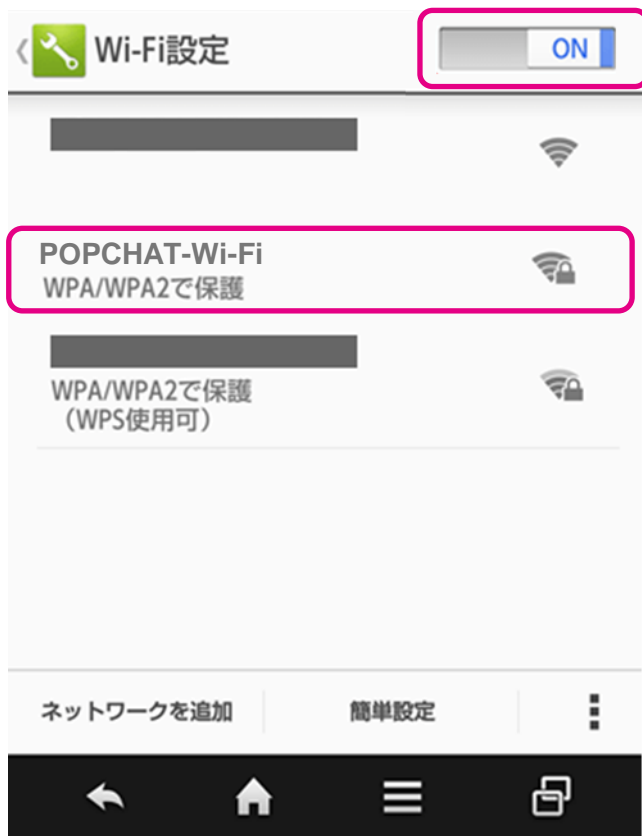 Wi-Fi設定
ON
POPCHAT-Wi-Fi
WPA/WPA2で保護
WPA/WPA2で保護
（WPS使用可）
ネットワークを追加
簡単設定